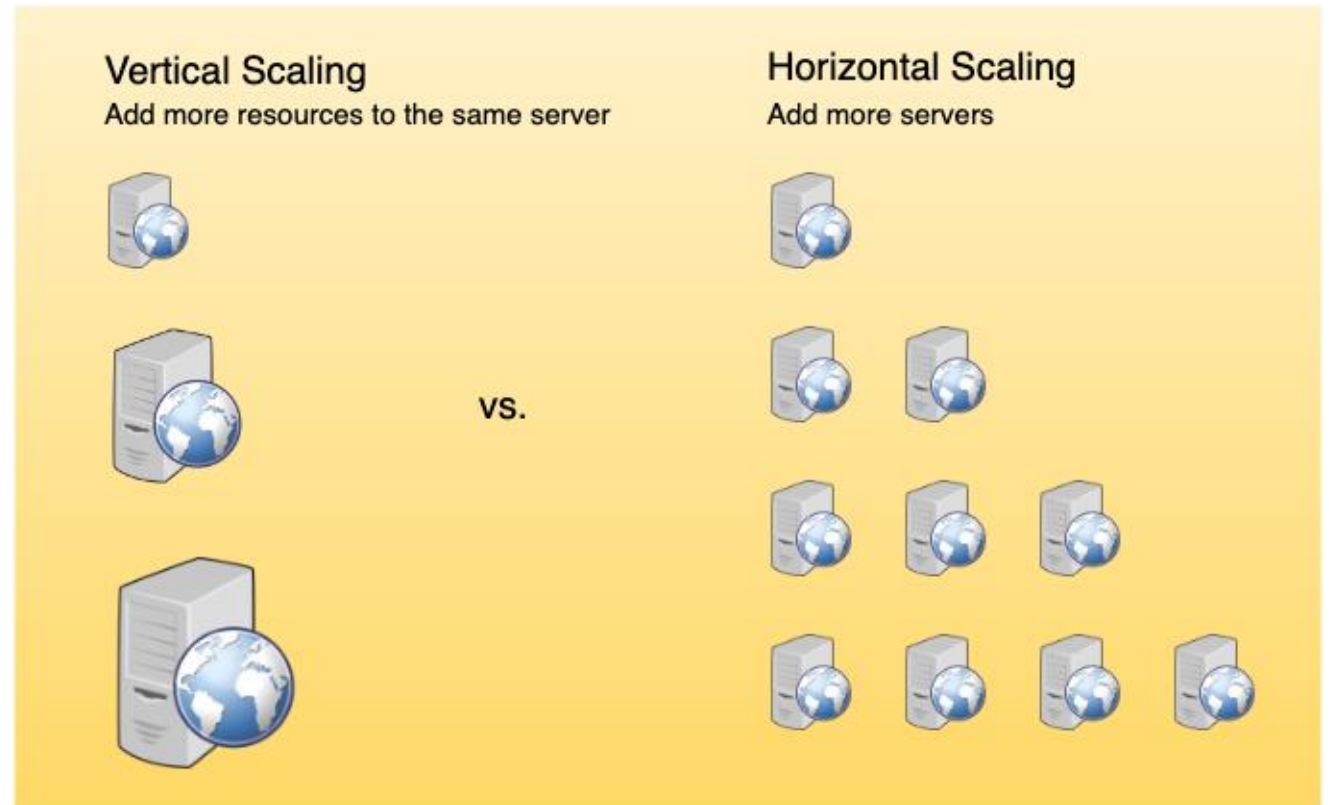 Vertical Scaling
Add more resources to the same server
vs.
Horizontal Scaling
Add more servers